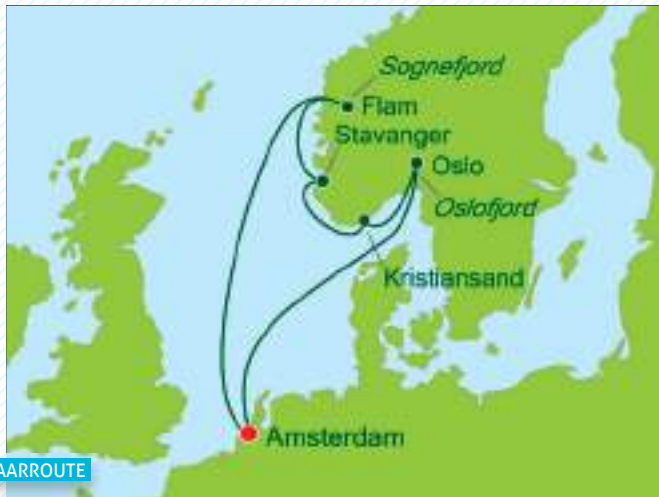 Sognefjord
Flam
Stavanger
Oslo
Oslofjord
Kristiansand
Amsterdam
AARROUTE